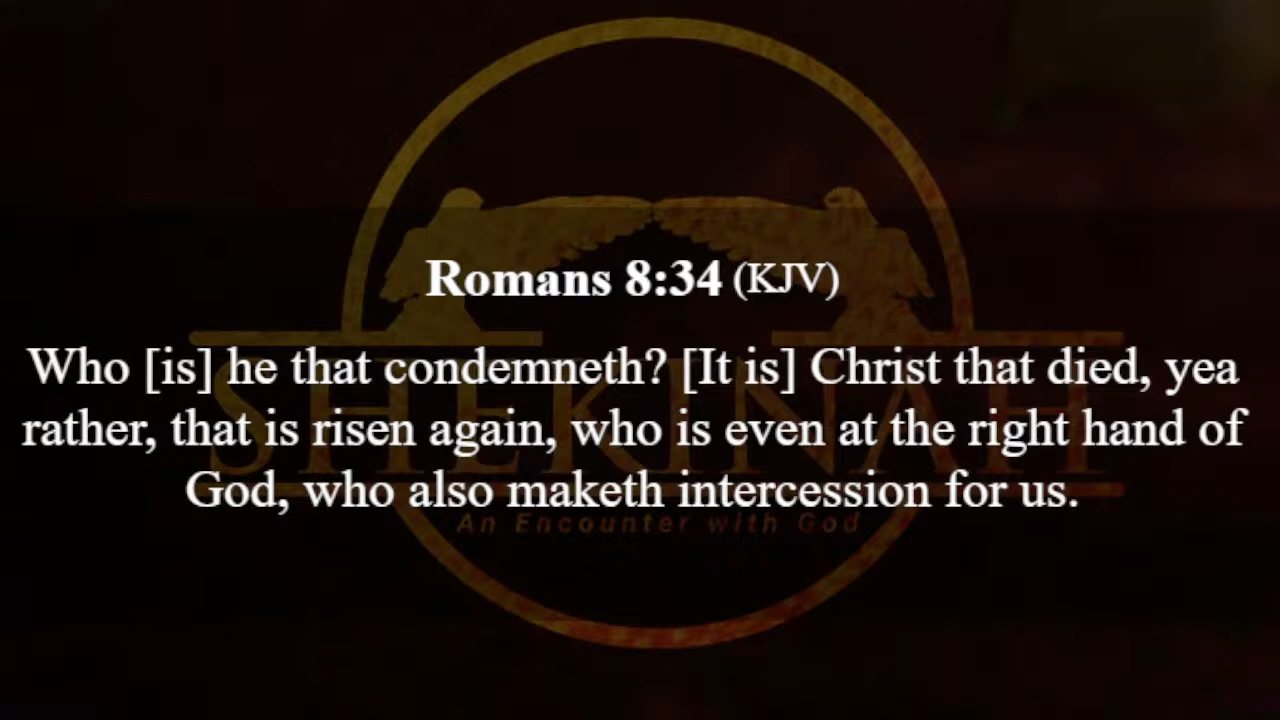 Romans 8:34 (KJV)
Who [is] he that condemneth? [It is] Christ that died, yea
rather, that is risen again, who is even at the right hand of
God, who also maketh intercession for us.
SHEKINAH
An Encounter with God